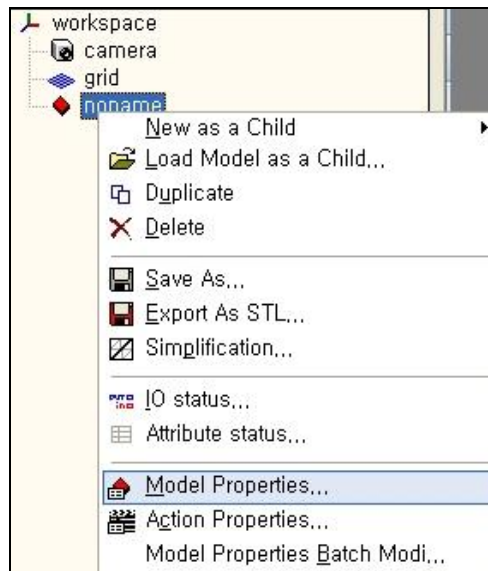 workspace
camera
grid
noname
New as a Child
Load Model as a Child,,,
Duplicate
Delete
Save As,,,
Export As STL,,,
Simplification,,,
IO status,,,
Attribute status,,,
Model Properties,,,
Action Properties,,,
Model Properties Batch Modi,,,